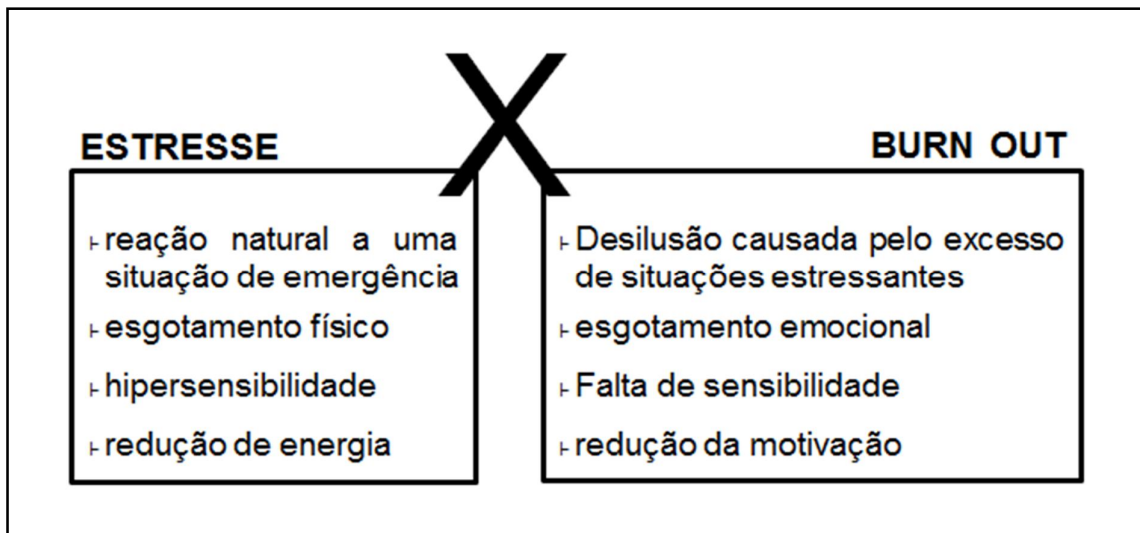 X
ESTRESSE
BURN OUT
⊦ reação natural a uma
situação de emergência
⊦ esgotamento físico
⊦ hipersensibilidade
⊦ redução de energia
⊦ Desilusão causada pelo excesso
de situações estressantes
⊦ esgotamento emocional
⊦ Falta de sensibilidade
⊦ redução da motivação